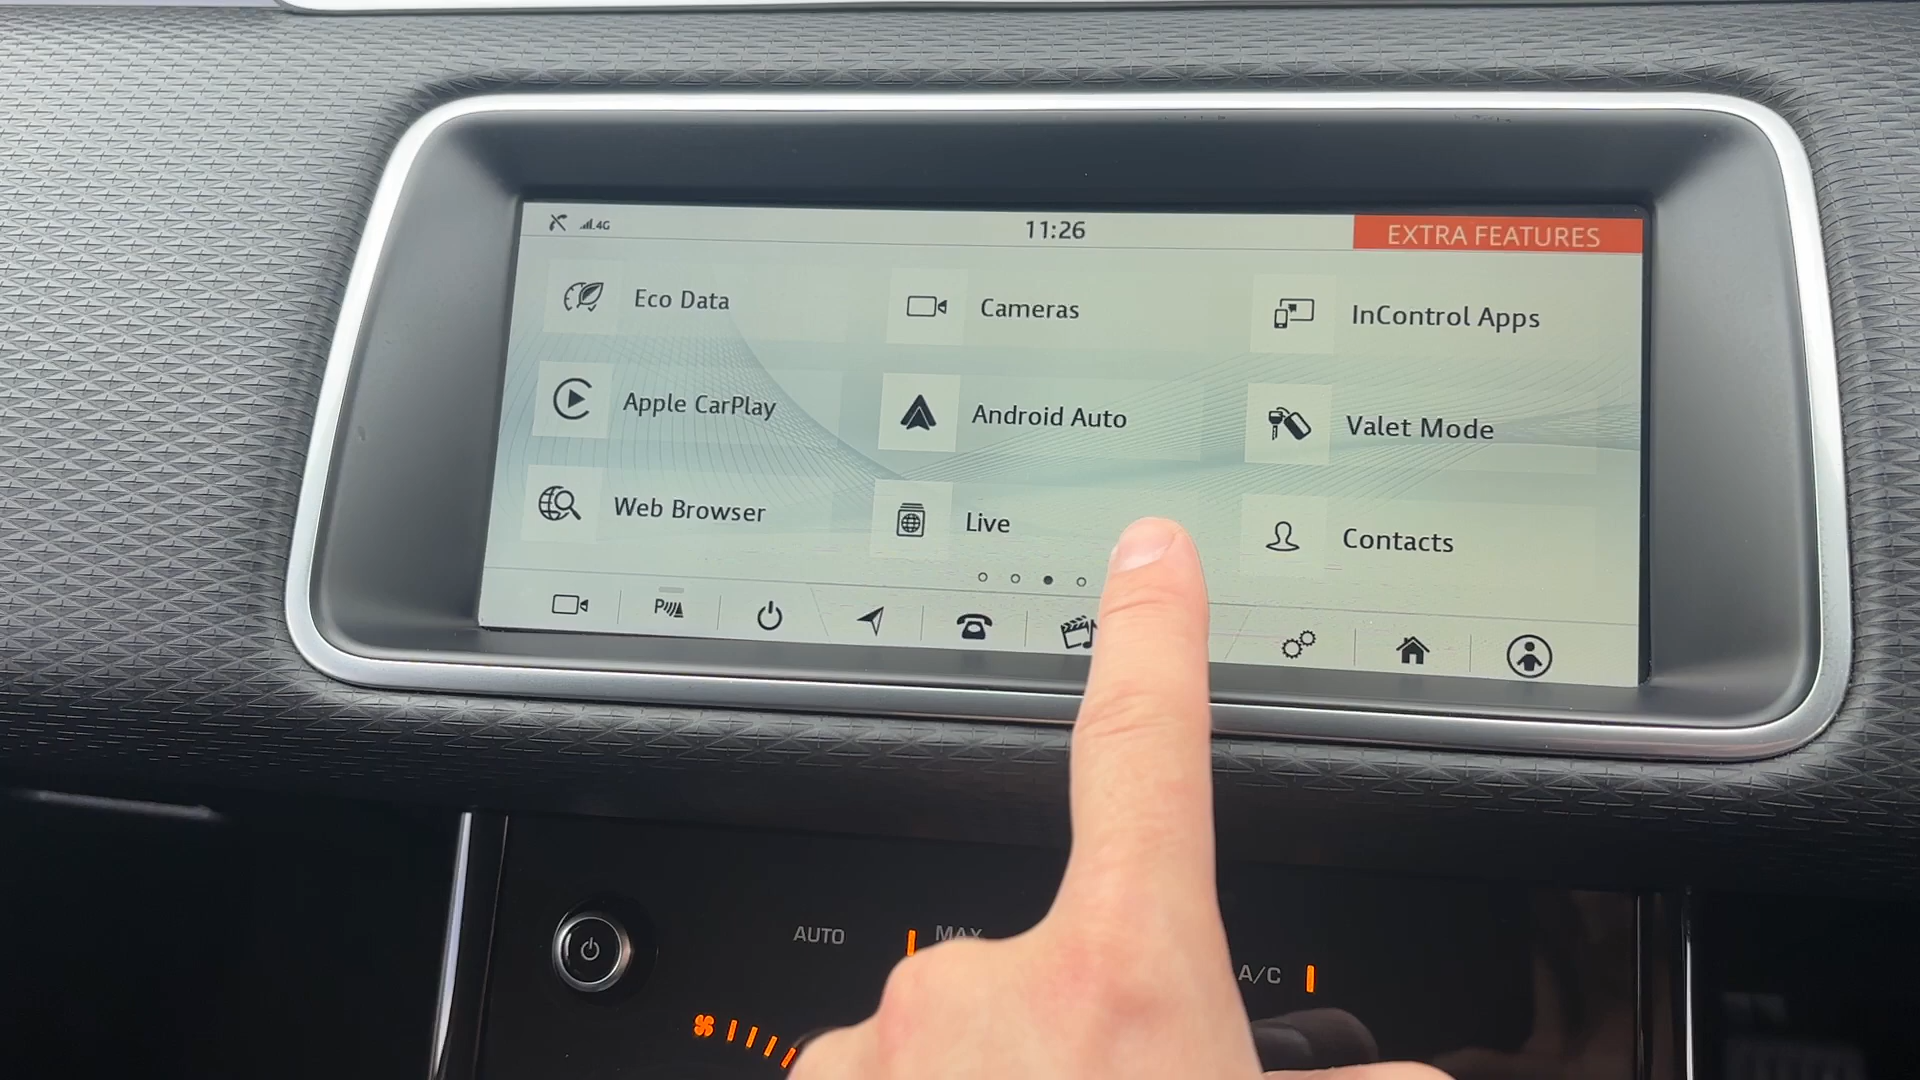 4G
11:26
EXTRA FEATURES
Eco Data
Cameras
InControl Apps
Apple CarPlay
Android Auto
Valet Mode
Web Browser
Live
Contacts
P
AUTO
MAX
A/C